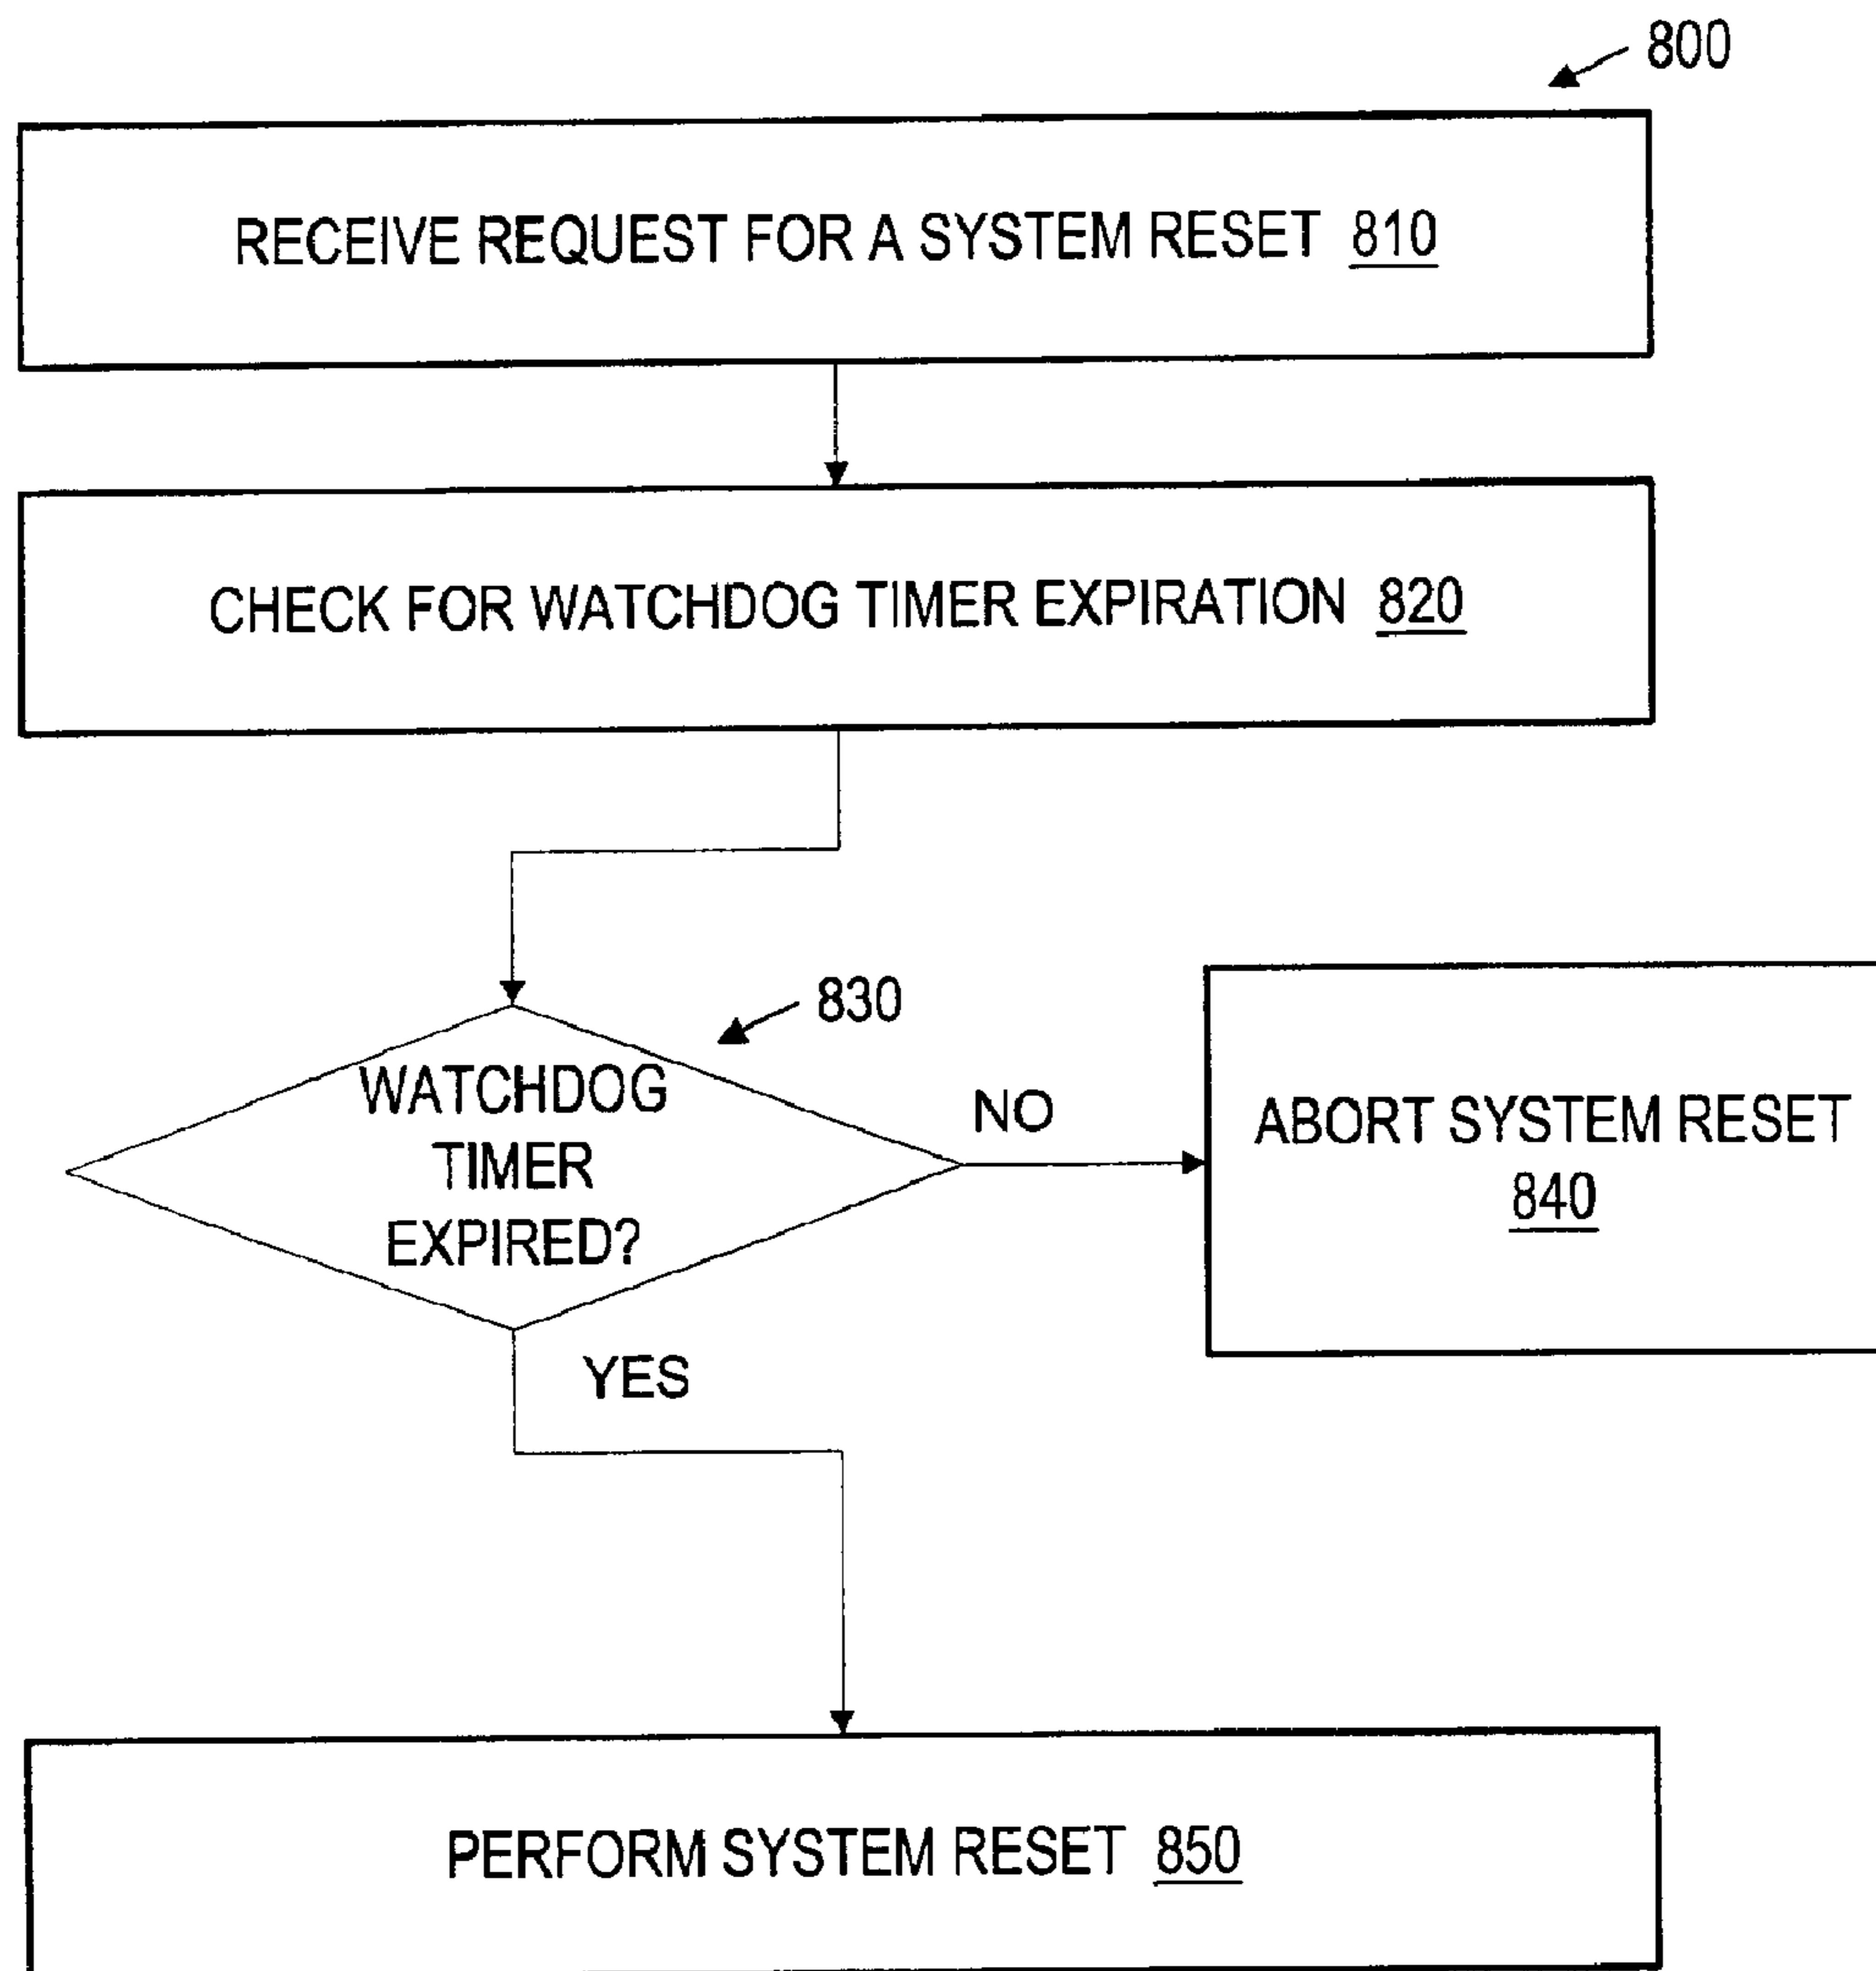 800
RECEIVE REQUEST FOR A SYSTEM RESET 810
CHECK FOR WATCHDOG TIMER EXPIRATION 820
830
WATCHDOG
TIMER
EXPIRED?
NO
ABORT SYSTEM RESET
840
YES
PERFORM SYSTEM RESET 850